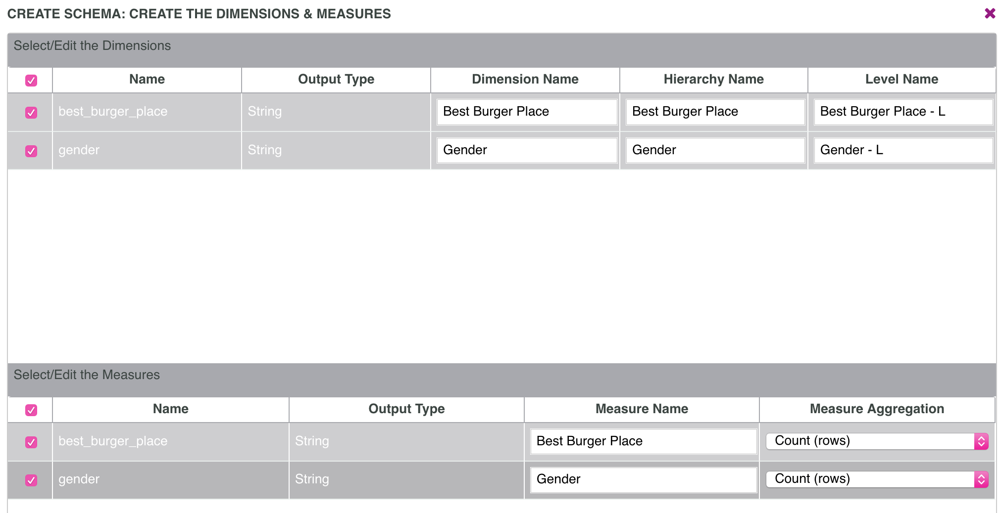 CREATE SCHEMA: CREATE THE DIMENSIONS & MEASURES
Select/Edit the Dimensions
Name Output Type Dimension Name Hierarchy Name Level Name
best_burger_place String Best Burger Place Best Burger Place Best Burger Place - L
gender String Gender Gender Gender - L
Select/Edit the Measures
Name Output Type Measure Name Measure Aggregation
best_burger_place String Best Burger Place Count (rows)
gender String Gender Count (rows)